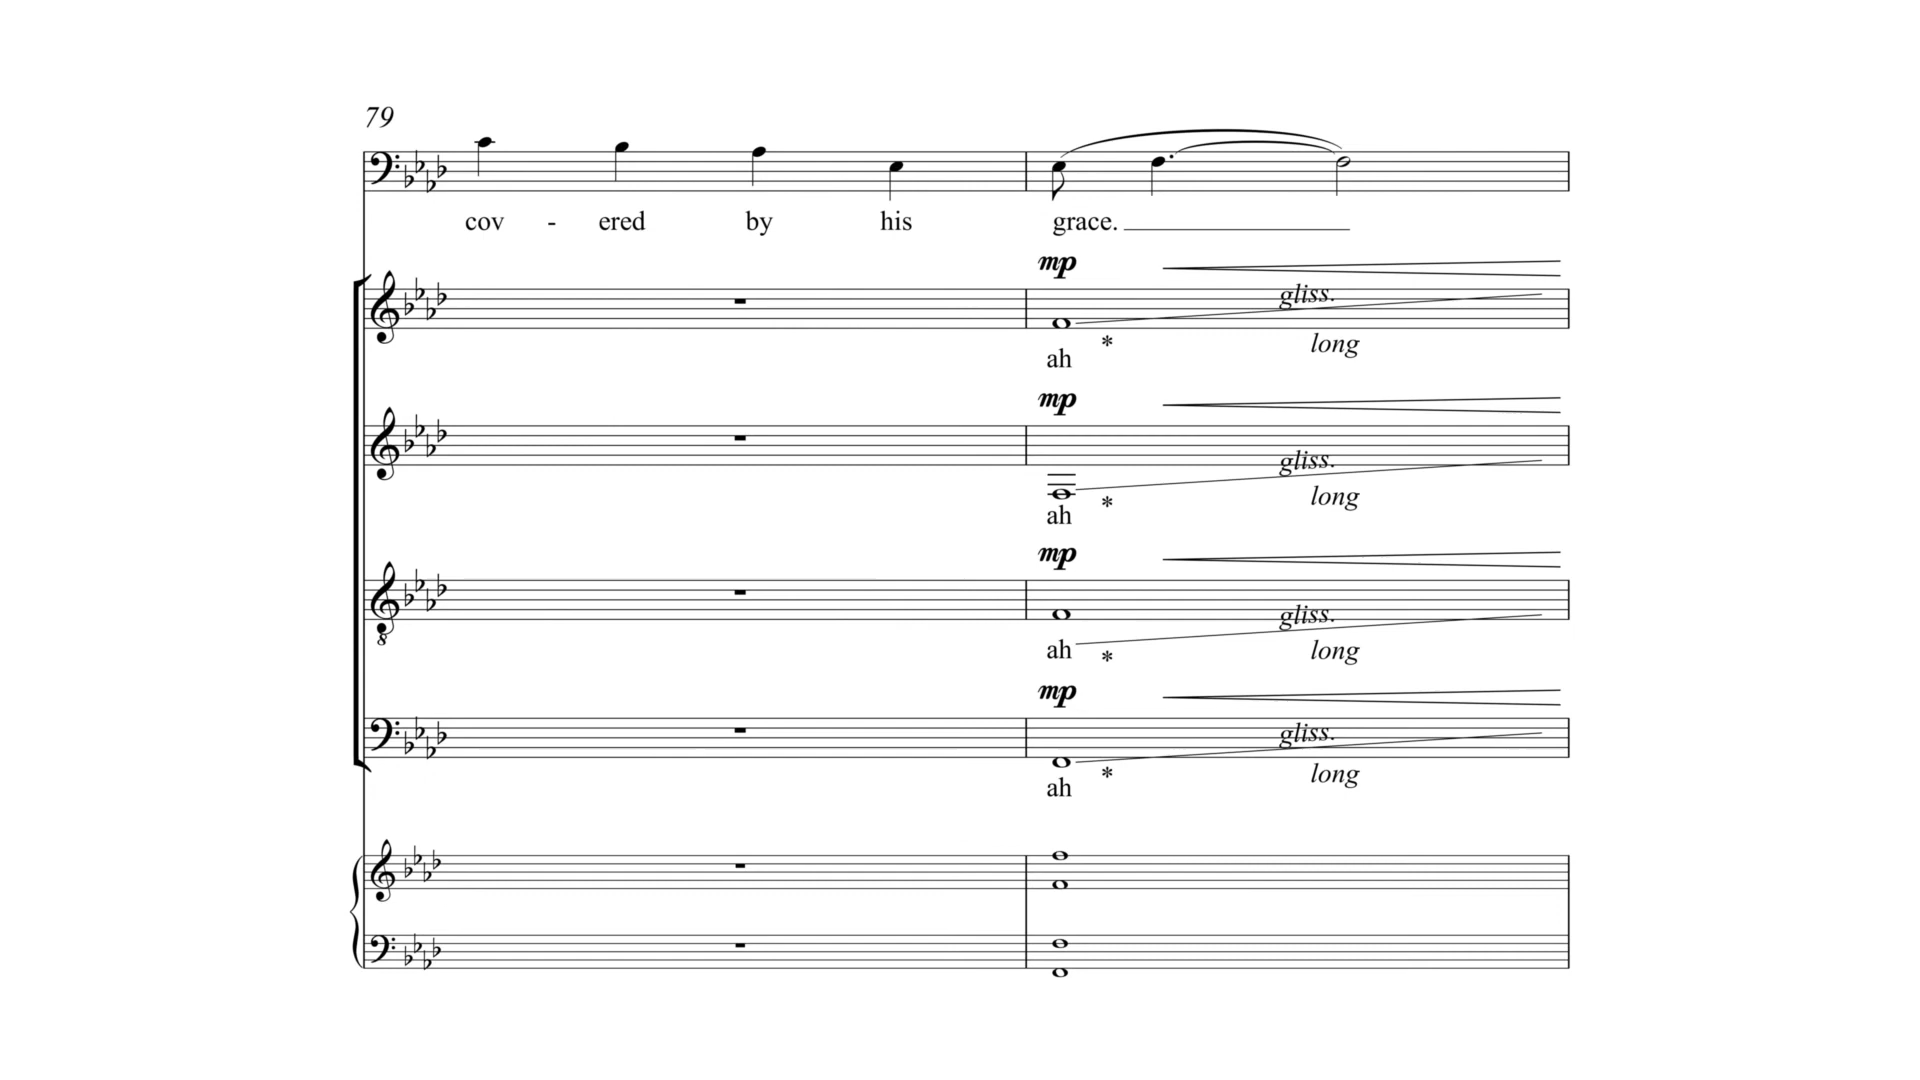 79
cov - ered by his grace.
mp
gliss.
* long
ah
mp
gliss.
* long
ah
mp
gliss.
ah * long
mp
gliss.
* long
ah